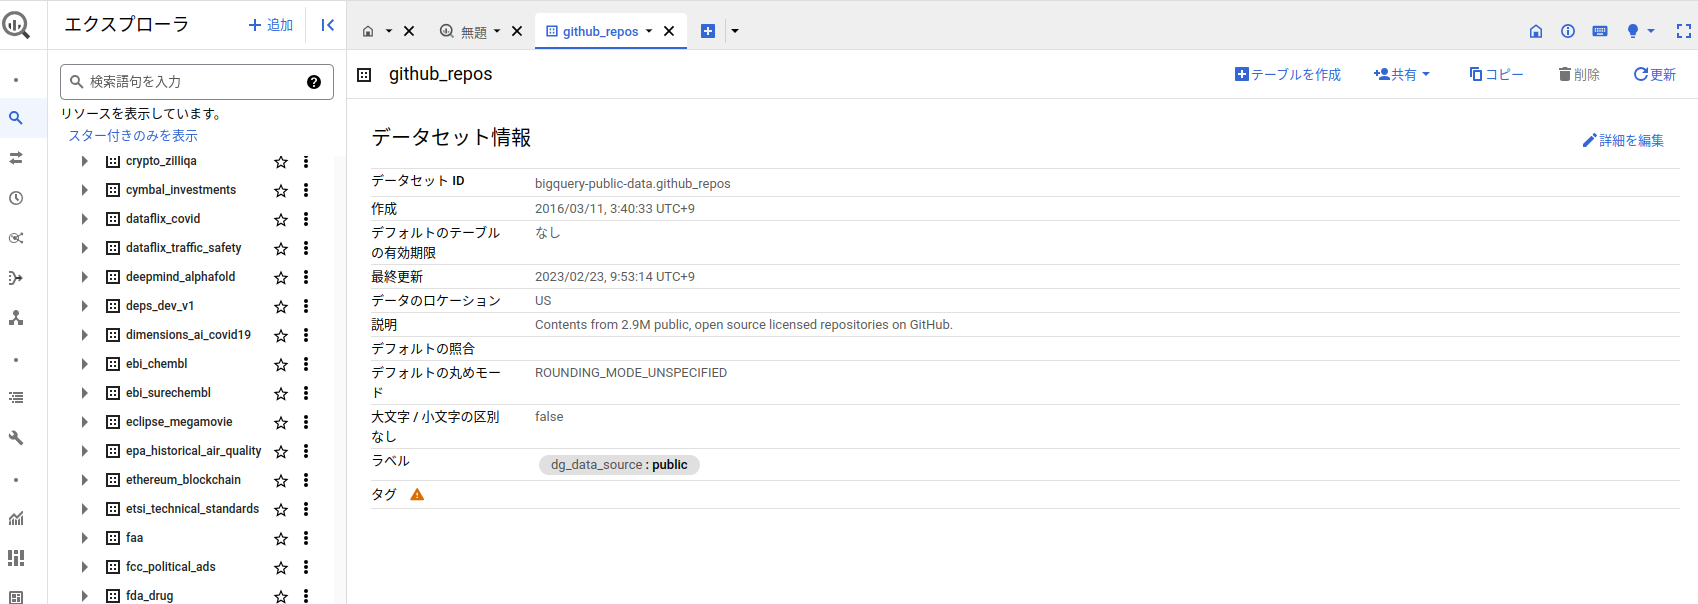 エクスプローラ
追加
検索語句を入力
リソースを表示しています。
スター付きのみを表示
crypto_zilliqa
cymbal_investments
dataflix_covid
dataflix_traffic_safety
deepmind_alphafold
deps_dev_v1
dimensions_ai_covid19
ebi_chembl
ebi_surechembl
eclipse_megamovie
epa_historical_air_quality
ethereum_blockchain
etsi_technical_standards
faa
fcc_political_ads
fda_drug
無題
github_repos
github_repos
テーブルを作成
共有
コピー
削除
更新
データセット情報
詳細を編集
データセット ID
bigquery-public-data.github_repos
作成
2016/03/11, 3:40:33 UTC+9
デフォルトのテーブル
の有効期限
なし
最終更新
2023/02/23, 9:53:14 UTC+9
データのロケーション
US
説明
Contents from 2.9M public, open source licensed repositories on GitHub.
デフォルトの照合
デフォルトの丸めモー
ド
ROUNDING_MODE_UNSPECIFIED
大文字 / 小文字の区別
なし
false
ラベル
dg_data_source : public
タグ